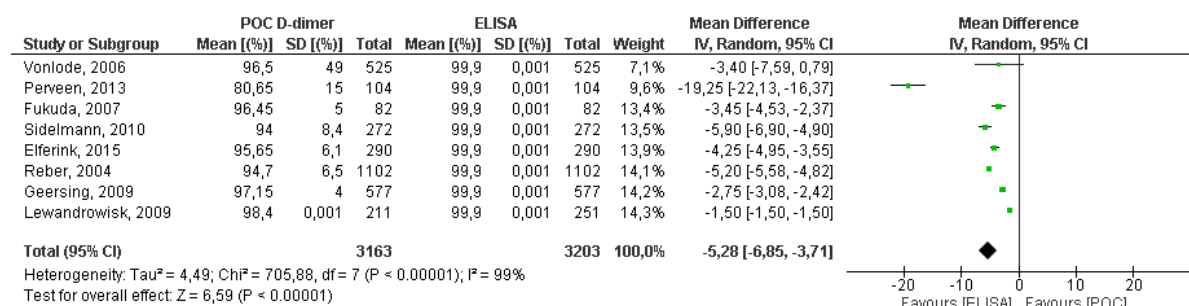 POC D-dimer ELISA Mean Difference Mean Difference
Study or Subgroup Mean [(%)] SD [(%)] Total Mean [(%)] SD [(%)] Total Weight IV, Random, 95% CI IV, Random, 95% CI
Vonlode, 2006 96,5 49 525 99,9 0,001 525 7,1% -3,40 [-7,59, 0,79]
Perveen, 2013 80,65 15 104 99,9 0,001 104 9,6% -19,25 [-22,13, -16,37]
Fukuda, 2007 96,45 5 82 99,9 0,001 82 13,4% -3,45 [-4,53, -2,37]
Sidelmann, 2010 94 8,4 272 99,9 0,001 272 13,5% -5,90 [-6,90, -4,90]
Elferink, 2015 95,65 6,1 290 99,9 0,001 290 13,9% -4,25 [-4,95, -3,55]
Reber, 2004 94,7 6,5 1102 99,9 0,001 1102 14,1% -5,20 [-5,58, -4,82]
Geersing, 2009 97,15 4 577 99,9 0,001 577 14,2% -2,75 [-3,08, -2,42]
Lewandrowisk, 2009 98,4 0,001 211 99,9 0,001 251 14,3% -1,50 [-1,50, -1,50]
Total (95% CI) 3163 3203 100,0% -5,28 [-6,85, -3,71]
Heterogeneity: Tau² = 4,49; Chi² = 705,88, df = 7 (P < 0.00001); I² = 99%
Test for overall effect: Z = 6,59 (P < 0.00001)
-20 -10 0 10 20
Favours [ELISA] Favours [POC]